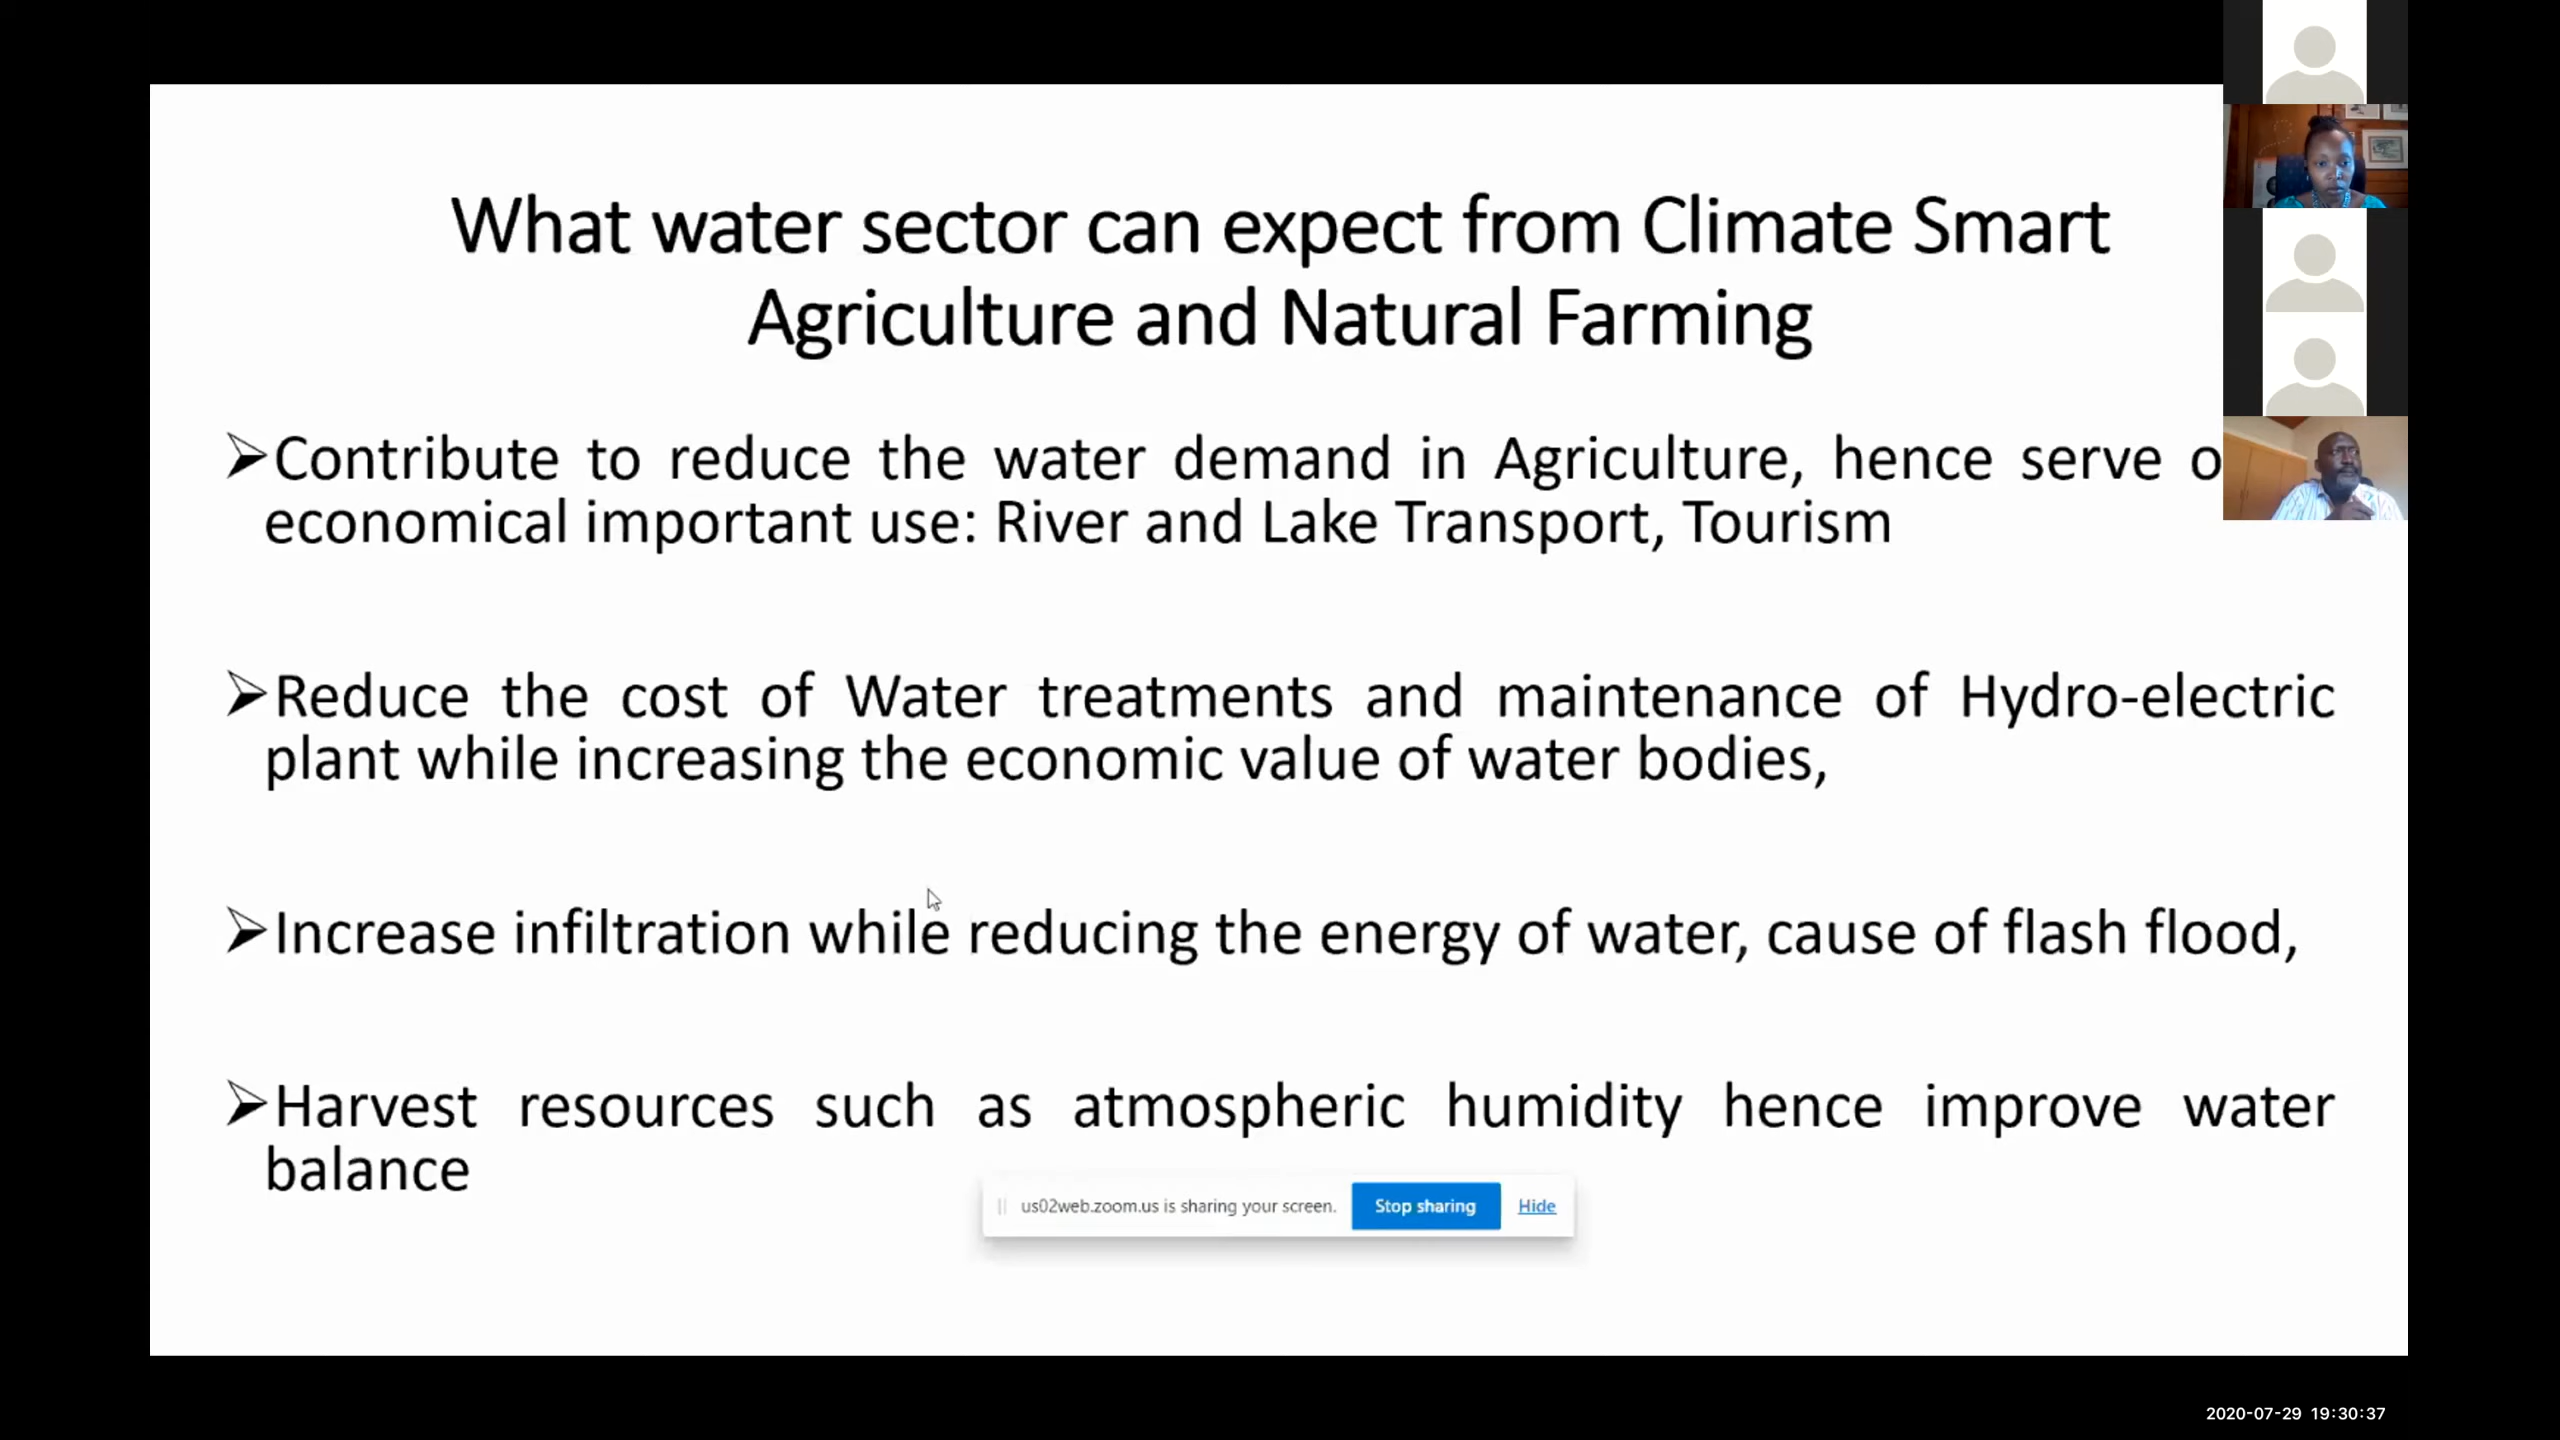 What water sector can expect from Climate Smart
Agriculture and Natural Farming
➢Contribute to reduce the water demand in Agriculture, hence serve
economical important use: River and Lake Transport, Tourism
➢Reduce the cost of Water treatments and maintenance of Hydro-electric
plant while increasing the economic value of water bodies,
➢Increase infiltration while reducing the energy of water, cause of flash flood,
➢Harvest resources such as atmospheric humidity hence improve water
balance
us02web.zoom.us is sharing your screen. Stop sharing Hide
2020-07-29 19:30:37